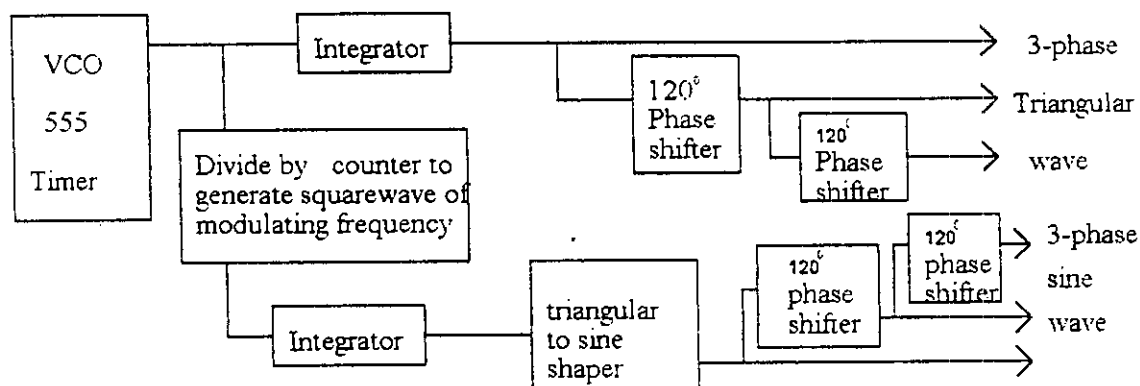 VCO
555
Timer
Integrator
3-phase
Triangular
wave
120°
Phase
shifter
120°
Phase
shifter
Divide by counter to
generate squarewave of
modulating frequency
Integrator
triangular
to sine
shaper
120°
phase
shifter
120°
phase
shifter
3-phase
sine
wave